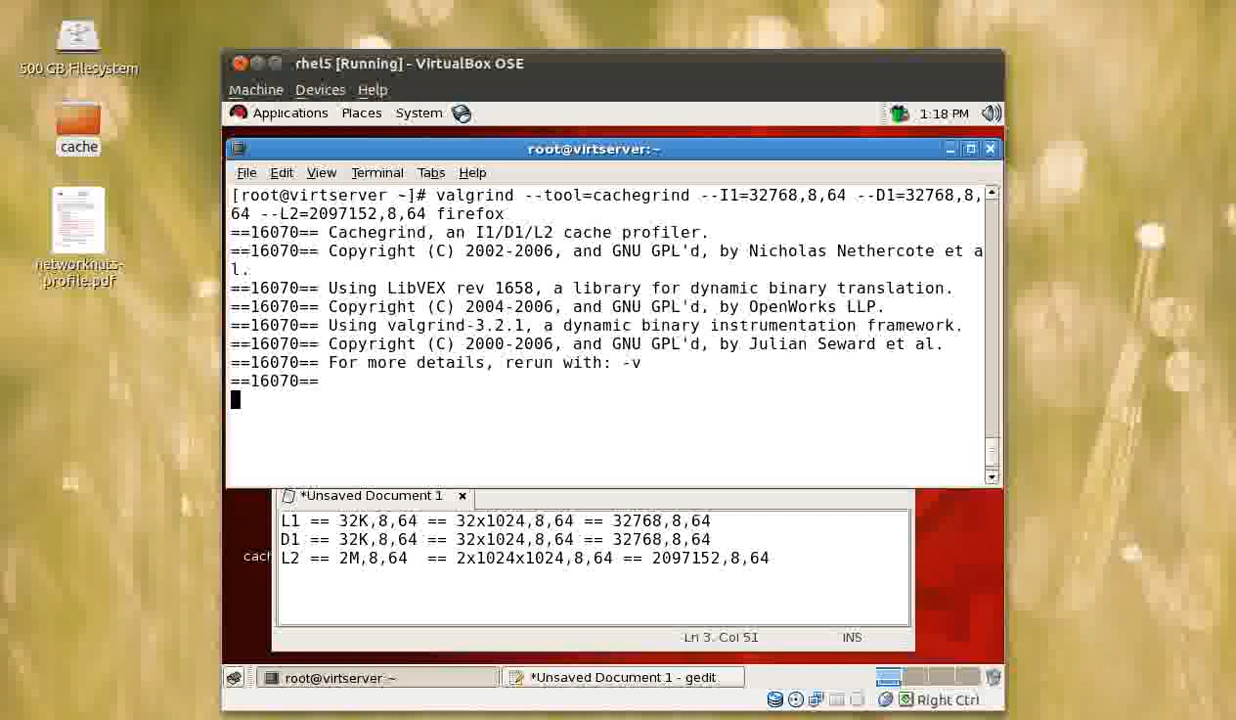 500 GB Filesystem
cache
networknuts-
profile.pdf
rhel5 [Running] - VirtualBox OSE
Machine Devices Help
Applications Places System
1:18 PM
root@virtserver:~
File Edit View Terminal Tabs Help
[root@virtserver ~]# valgrind --tool=cachegrind --I1=32768,8,64 --D1=32768,8,
64 --L2=2097152,8,64 firefox
==16070== Cachegrind, an I1/D1/L2 cache profiler.
==16070== Copyright (C) 2002-2006, and GNU GPL'd, by Nicholas Nethercote et a
l.
==16070== Using LibVEX rev 1658, a library for dynamic binary translation.
==16070== Copyright (C) 2004-2006, and GNU GPL'd, by OpenWorks LLP.
==16070== Using valgrind-3.2.1, a dynamic binary instrumentation framework.
==16070== Copyright (C) 2000-2006, and GNU GPL'd, by Julian Seward et al.
==16070== For more details, rerun with: -v
==16070==
*Unsaved Document 1
L1 == 32K,8,64 == 32x1024,8,64 == 32768,8,64
D1 == 32K,8,64 == 32x1024,8,64 == 32768,8,64
L2 == 2M,8,64  == 2x1024x1024,8,64 == 2097152,8,64
cach
Ln 3, Col 51 INS
root@virtserver:~
*Unsaved Document 1 - gedit
Right Ctrl